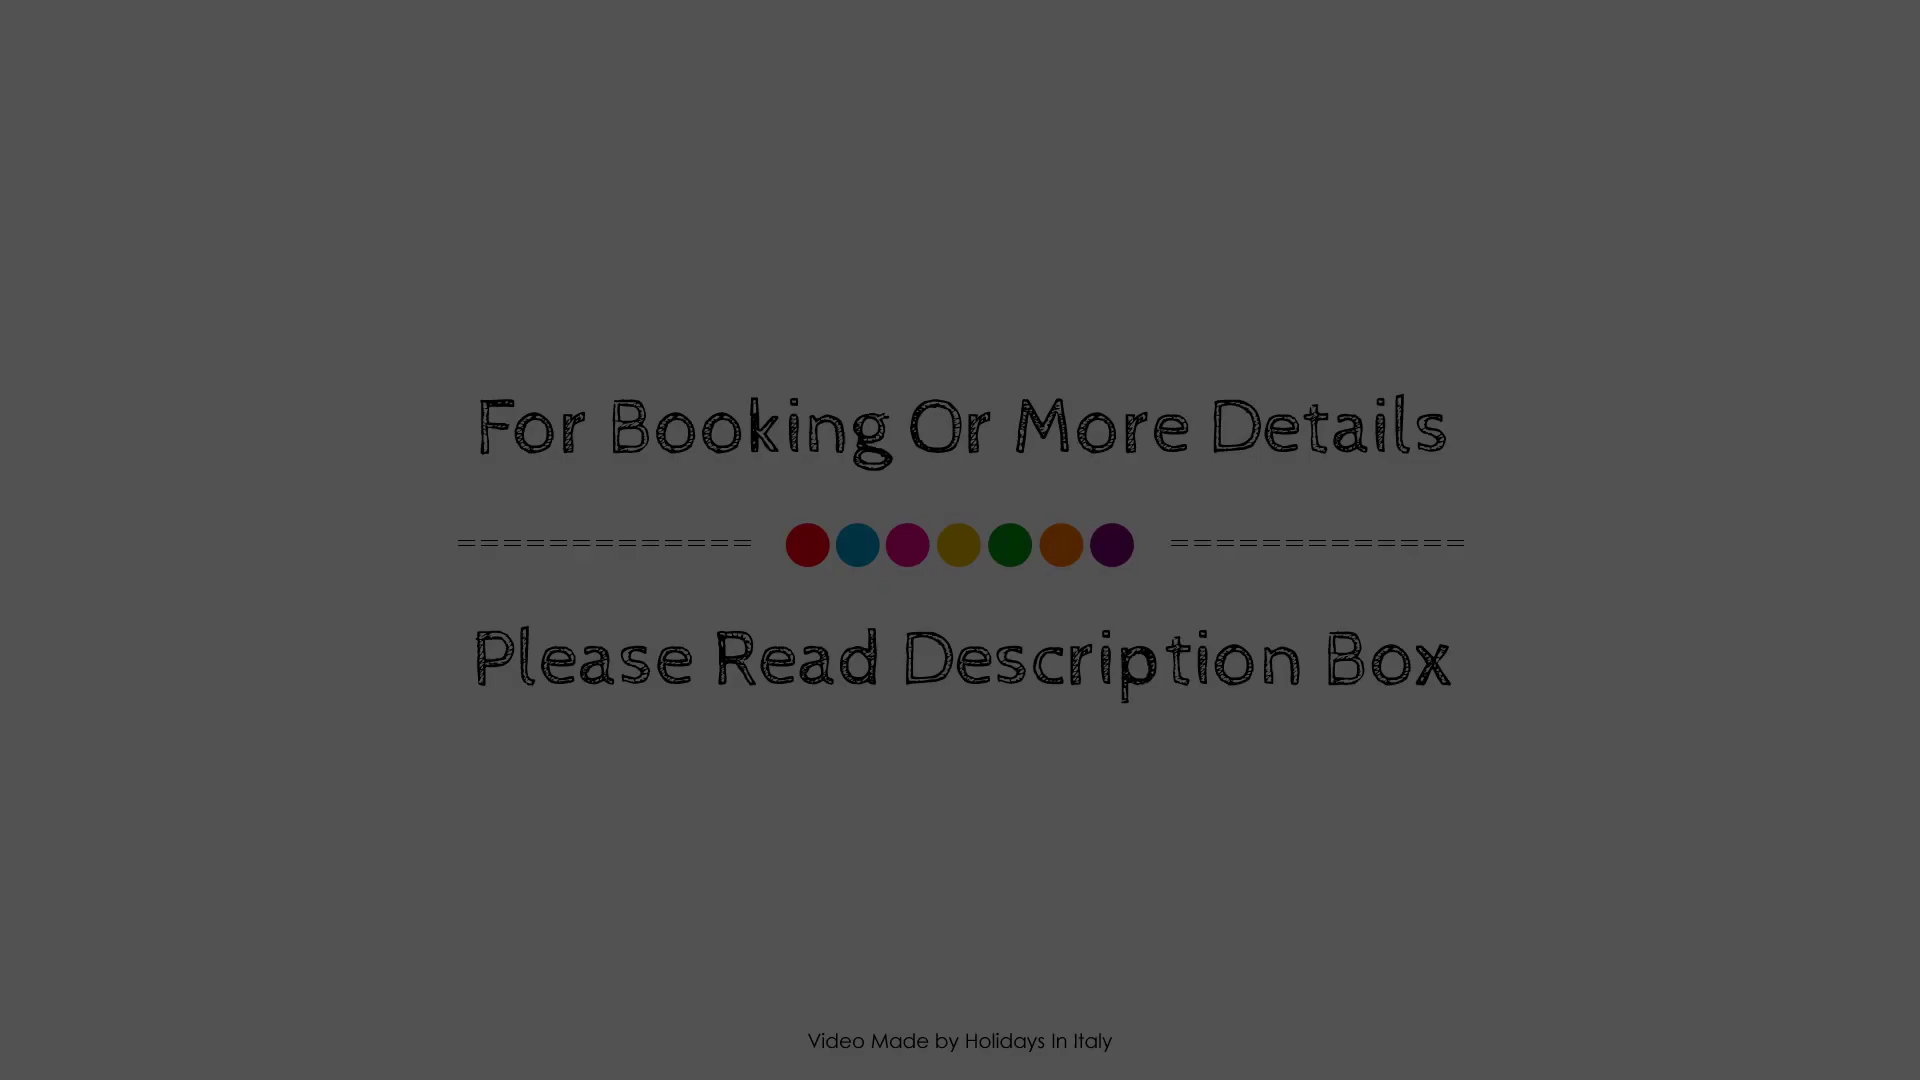 For Booking Or More Details
============= =============
Please Read Description Box
Video Made by Holidays In Italy